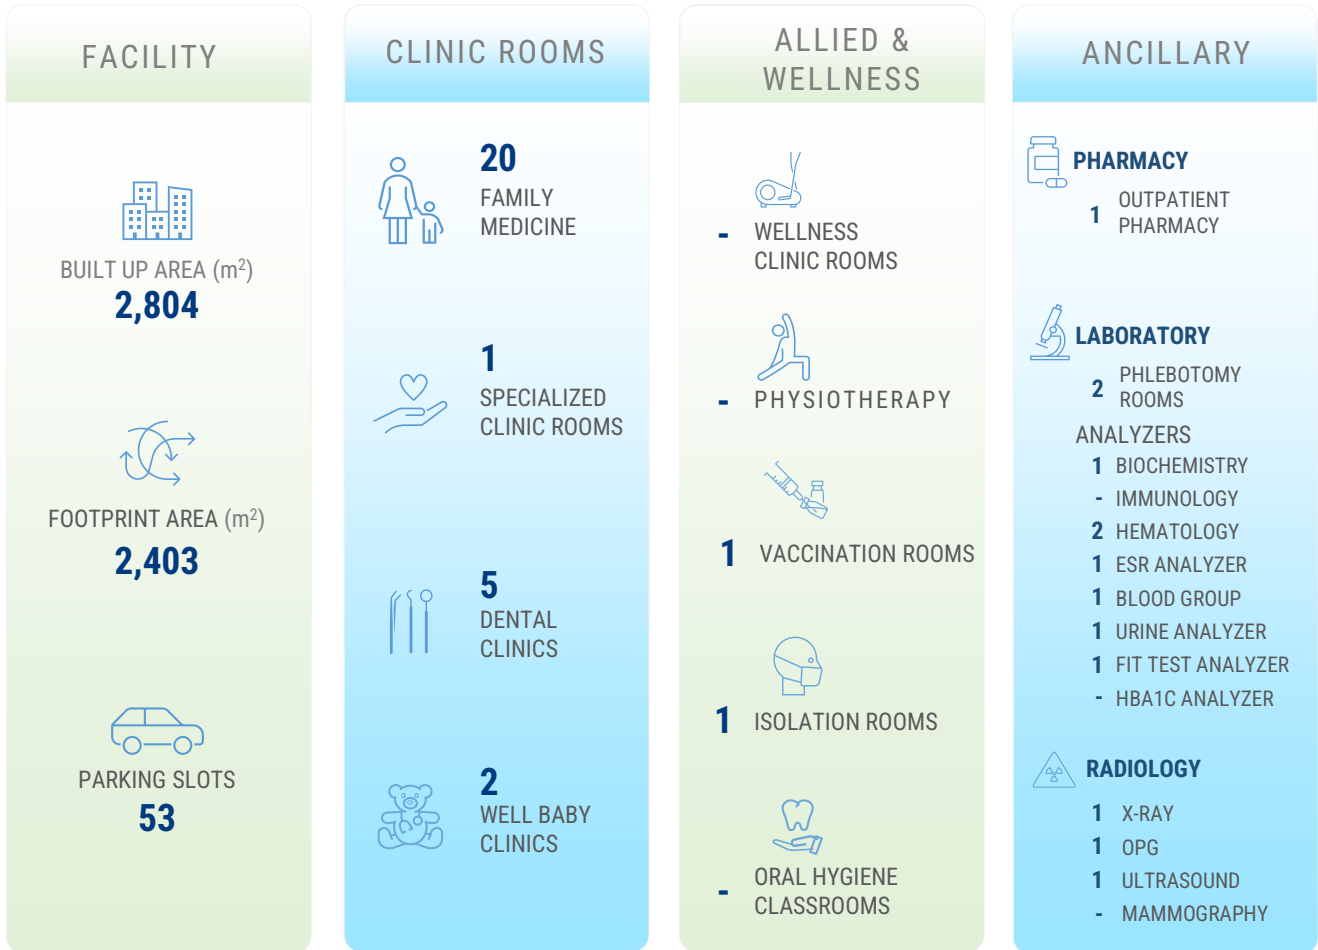 FACILITY
BUILT UP AREA (m²)
2,804
FOOTPRINT AREA (m²)
2,403
PARKING SLOTS
53
CLINIC ROOMS
20
FAMILY
MEDICINE
1
SPECIALIZED
CLINIC ROOMS
5
DENTAL
CLINICS
2
WELL BABY
CLINICS
ALLIED &
WELLNESS
- WELLNESS
CLINIC ROOMS
- PHYSIOTHERAPY
1 VACCINATION ROOMS
1 ISOLATION ROOMS
- ORAL HYGIENE
CLASSROOMS
ANCILLARY
PHARMACY
1 OUTPATIENT
PHARMACY
LABORATORY
2 PHLEBOTOMY
ROOMS
ANALYZERS
1 BIOCHEMISTRY
- IMMUNOLOGY
2 HEMATOLOGY
1 ESR ANALYZER
1 BLOOD GROUP
1 URINE ANALYZER
1 FIT TEST ANALYZER
- HBA1C ANALYZER
RADIOLOGY
1 X-RAY
1 OPG
1 ULTRASOUND
- MAMMOGRAPHY